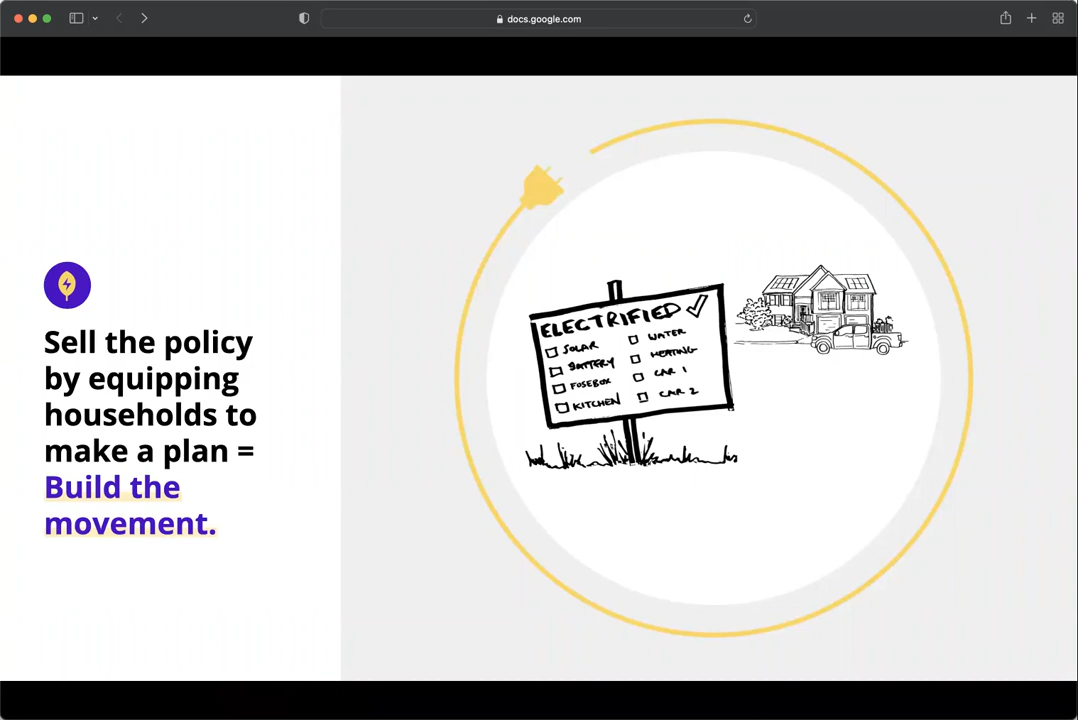 docs.google.com
Sell the policy
by equipping
households to
make a plan =
Build the
movement.
ELECTRIFIED
SOLAR
BATTERY
FUSEBOX
KITCHEN
WATER
HEATING
CAR 1
CAR 2